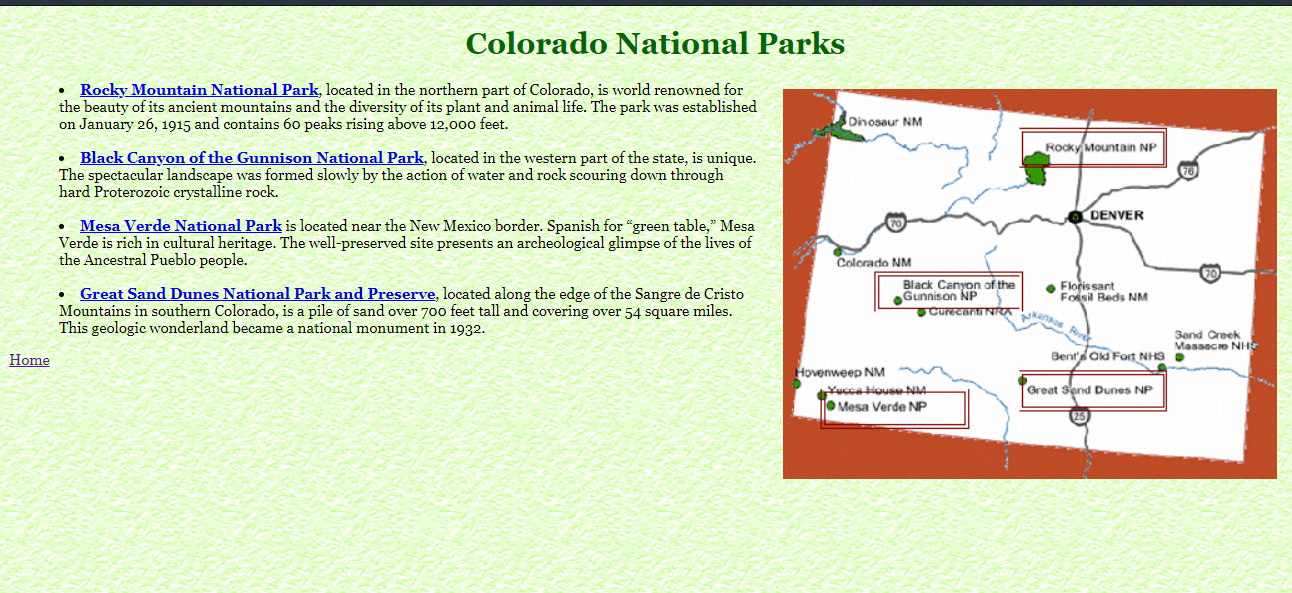 Colorado National Parks
• Rocky Mountain National Park, located in the northern part of Colorado, is world renowned for
the beauty of its ancient mountains and the diversity of its plant and animal life. The park was established
on January 26, 1915 and contains 60 peaks rising above 12,000 feet.
• Black Canyon of the Gunnison National Park, located in the western part of the state, is unique.
The spectacular landscape was formed slowly by the action of water and rock scouring down through
hard Proterozoic crystalline rock.
• Mesa Verde National Park is located near the New Mexico border. Spanish for “green table,” Mesa
Verde is rich in cultural heritage. The well-preserved site presents an archeological glimpse of the lives of
the Ancestral Pueblo people.
• Great Sand Dunes National Park and Preserve, located along the edge of the Sangre de Cristo
Mountains in southern Colorado, is a pile of sand over 700 feet tall and covering over 54 square miles.
This geologic wonderland became a national monument in 1932.
Home
Dinosaur NM
Rocky Mountain NP
76
70
DENVER
Colorado NM
70
Black Canyon of the
Gunnison NP
Florissant
Fossil Beds NM
Curecanti NRA
Arkansas River
Sand Creek
Massacre NHS
Bent's Old Fort NHS
Hovenweep NM
Yucca House NM
Great Sand Dunes NP
Mesa Verde NP
25